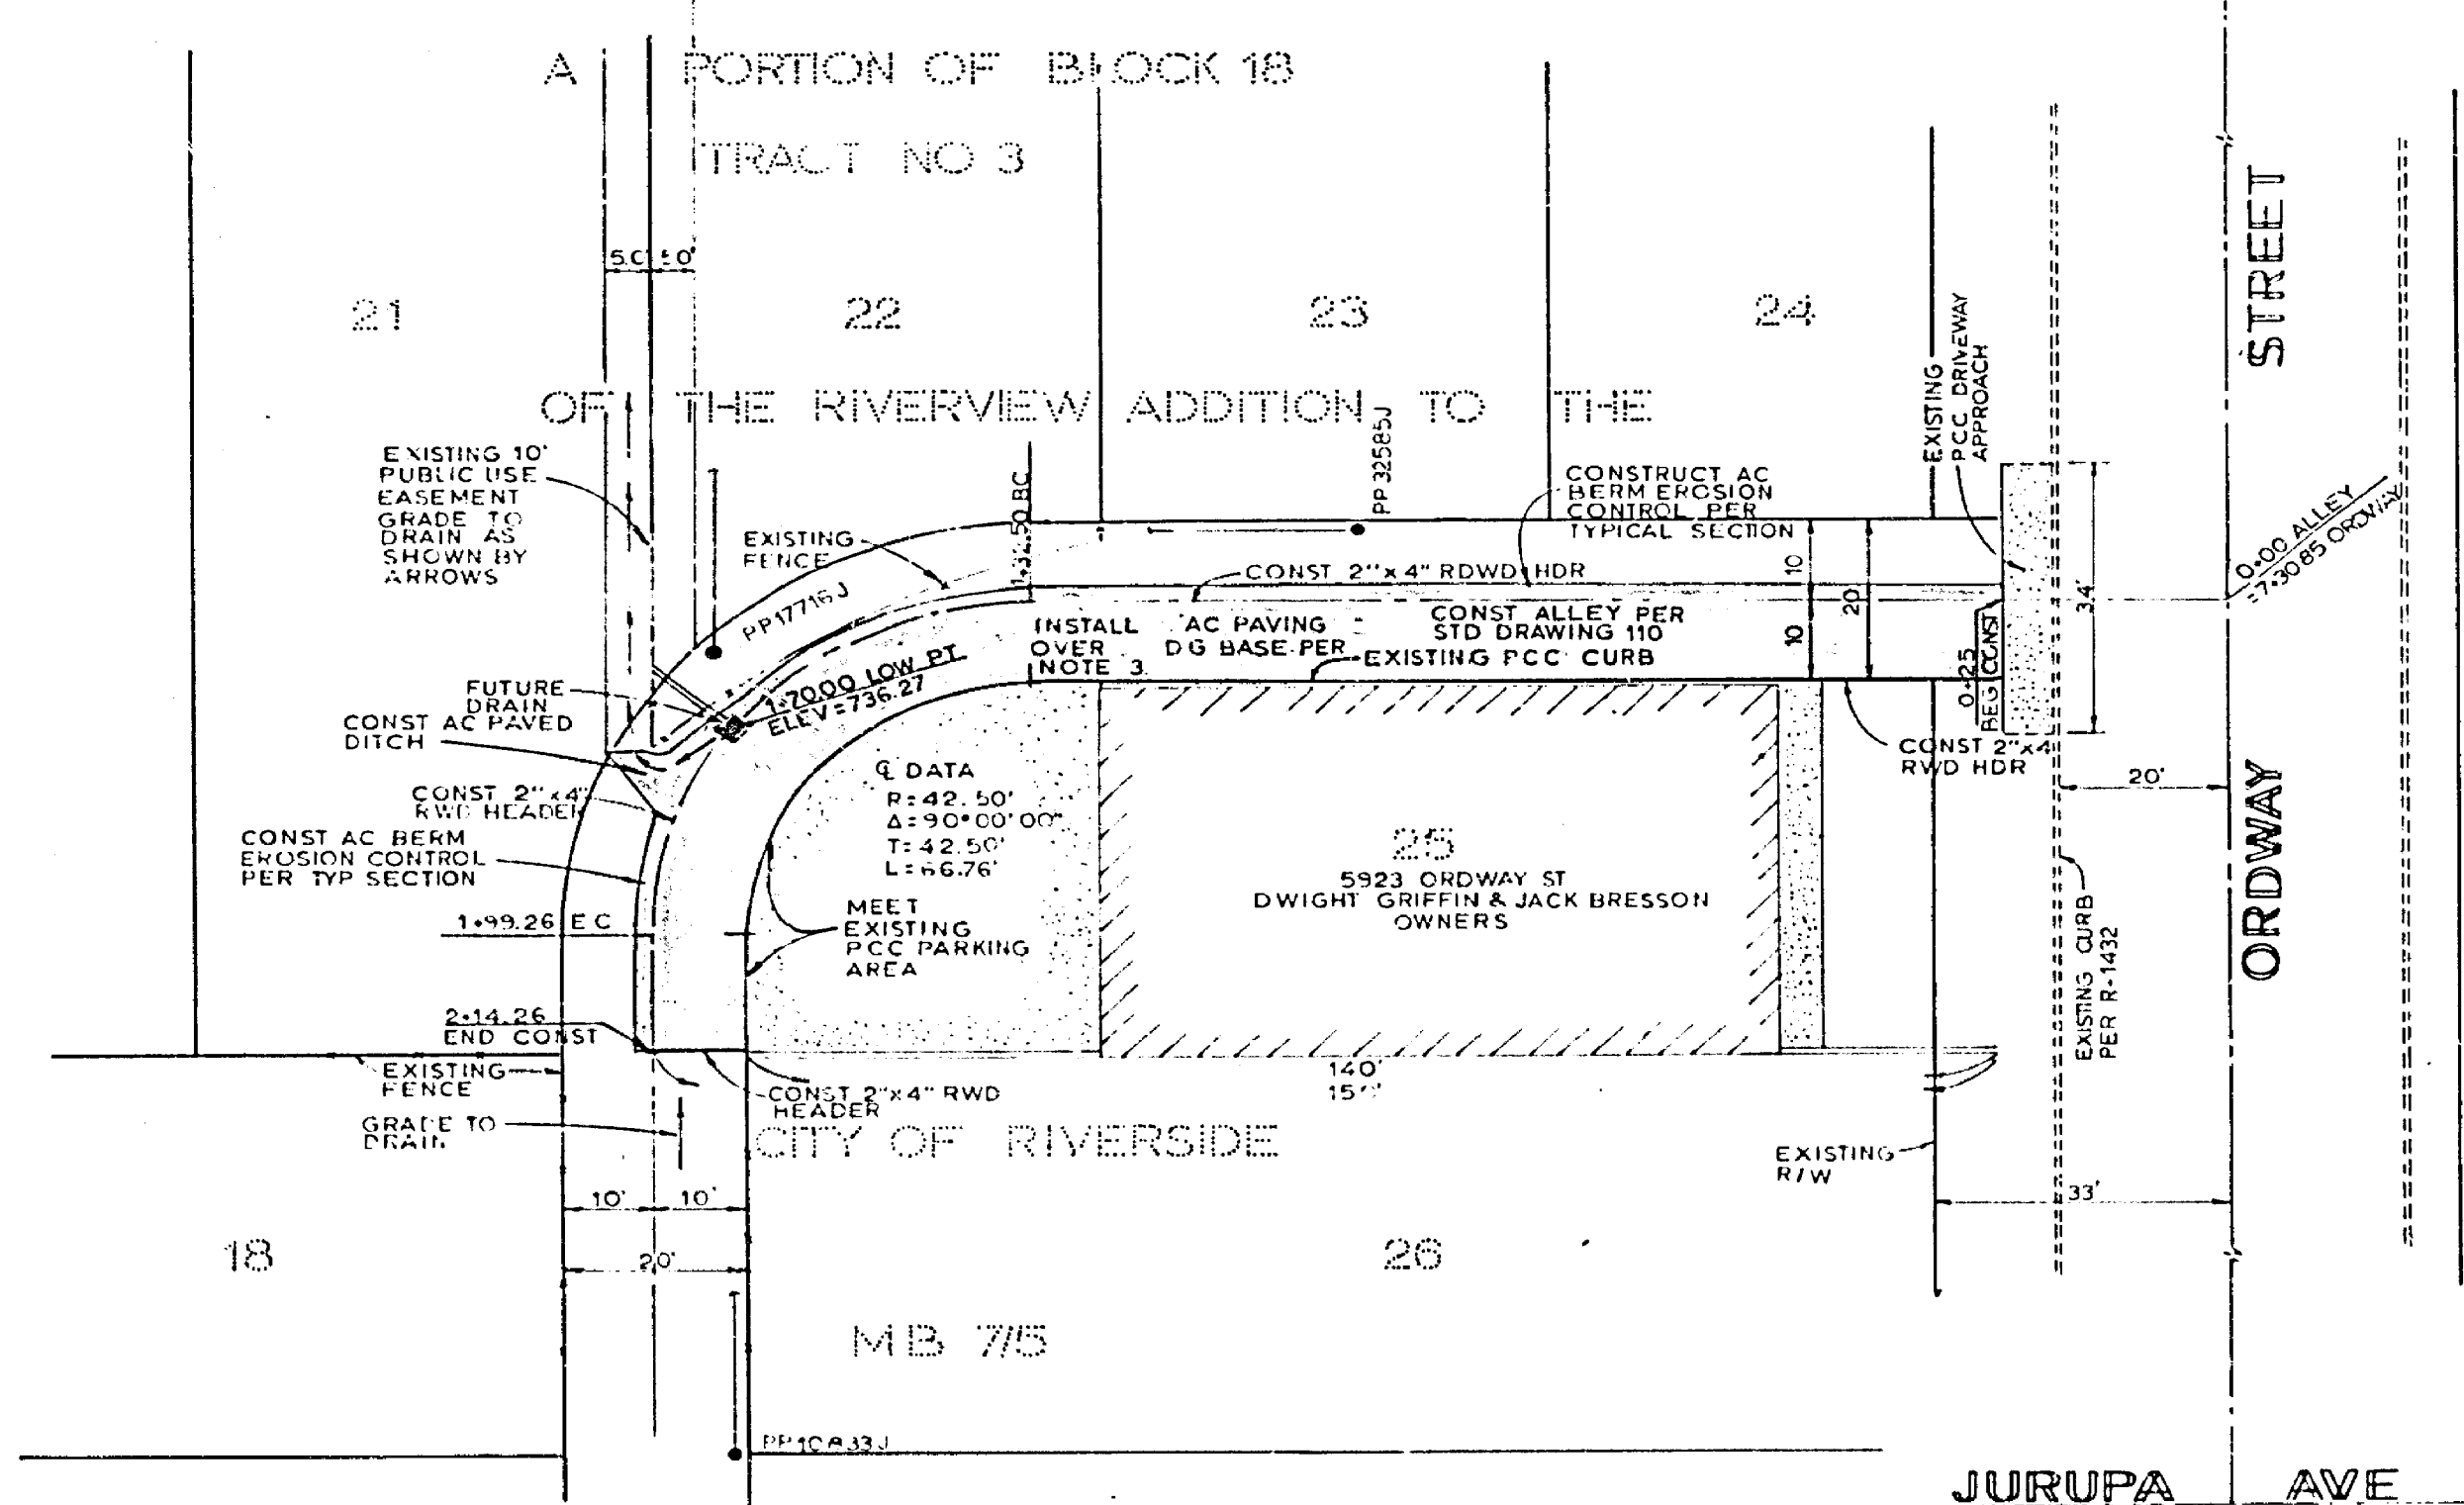 A PORTION OF BLOCK 18
TRACT NO 3
5.0' 5.0'
21
22
23
24
OF THE RIVERVIEW ADDITION TO THE
STREET
EXISTING
PCC DRIVEWAY
APPROACH
EXISTING 10'
PUBLIC USE
EASEMENT
GRADE TO
DRAIN AS
SHOWN BY
ARROWS
EXISTING
FENCE
1+32.50 BC
PP 32585J
CONSTRUCT AC
BERM EROSION
CONTROL PER
TYPICAL SECTION
0+00 ALLEY
=7+30.85 ORDWAY
PP17716J
CONST 2"x4" RDWD HDR
10
20'
10
34'
INSTALL AC PAVING
OVER DG BASE PER
NOTE 3
CONST ALLEY PER
STD DRAWING 110
EXISTING PCC CURB
0+25
BEG CONST
1+70.00 LOW PT
ELEV=736.27
FUTURE
DRAIN
CONST AC PAVED
DITCH
CONST 2"x4"
RWD HDR
20'
CONST 2"x4"
RWD HEADER
℄ DATA
R=42.50'
Δ=90°00'00"
T=42.50'
L=66.76'
CONST AC BERM
EROSION CONTROL
PER TYP SECTION
25
5923 ORDWAY ST
DWIGHT GRIFFIN & JACK BRESSON
OWNERS
ORDWAY
1+99.26 EC
MEET
EXISTING
PCC PARKING
AREA
EXISTING CURB
PER R-1432
2+14.26
END CONST
EXISTING
FENCE
CONST 2"x4" RWD
HEADER
140'
GRADE TO
DRAIN
CITY OF RIVERSIDE
EXISTING
R/W
10' 10'
33'
18
20'
26
MB 7/5
JURUPA AVE